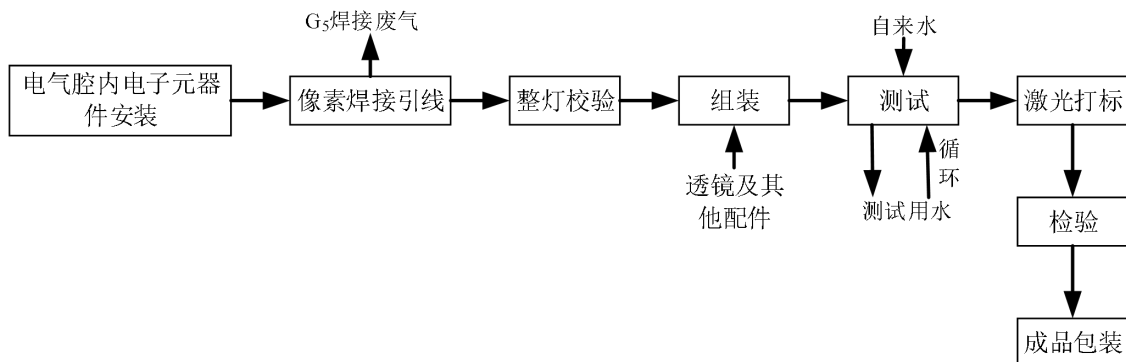 G₅焊接废气
自来水
电气腔内电子元器
件安装
像素焊接引线
整灯校验
组装
测试
激光打标
透镜及其
他配件
循
环
测试用水
检验
成品包装